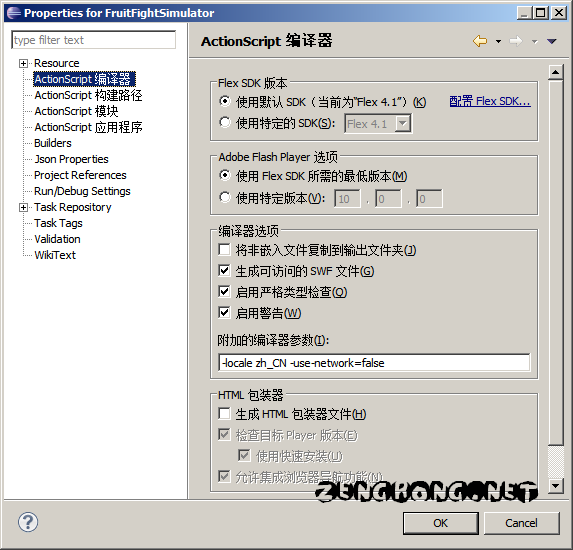 Properties for FruitFightSimulator
type filter text
Resource
ActionScript 编译器
ActionScript 构建路径
ActionScript 模块
ActionScript 应用程序
Builders
Json Properties
Project References
Run/Debug Settings
Task Repository
Task Tags
Validation
WikiText
ActionScript 编译器
Flex SDK 版本
使用默认 SDK（当前为“Flex 4.1”）(K) 配置 Flex SDK...
使用特定的 SDK(S): Flex 4.1
Adobe Flash Player 选项
使用 Flex SDK 所需的最低版本(M)
使用特定版本(V): 10 . 0 . 0
编译器选项
将非嵌入文件复制到输出文件夹(J)
生成可访问的 SWF 文件(G)
启用严格类型检查(O)
启用警告(W)
附加的编译器参数(I):
-locale zh_CN -use-network=false
HTML 包装器
生成 HTML 包装器文件(H)
检查目标 Player 版本(E)
使用快速安装(U)
允许集成浏览器导航功能(N)
ZENGRONG.NET
OK Cancel